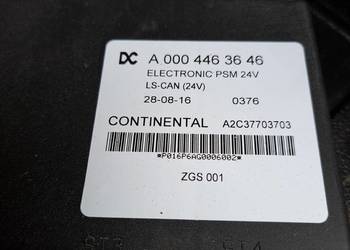 DC A 000 446 36 46
ELECTRONIC PSM 24V
LS-CAN (24V)
28-08-16 0376
CONTINENTAL A2C37703703
*P016P6AG0006002*
ZGS 001